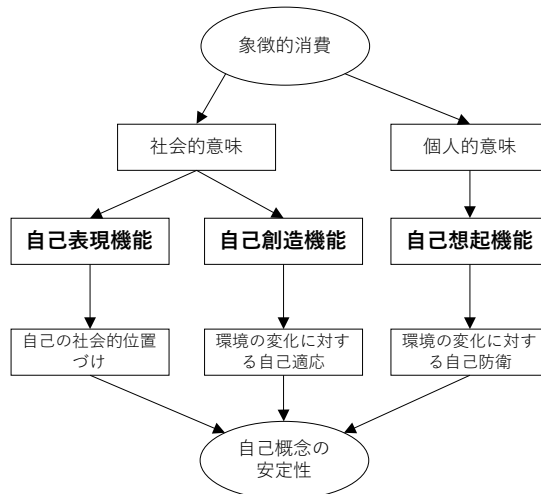 象徴的消費
社会的意味
個人的意味
自己表現機能
自己創造機能
自己想起機能
自己の社会的位置
づけ
環境の変化に対す
る自己適応
環境の変化に対す
る自己防衛
自己概念の
安定性